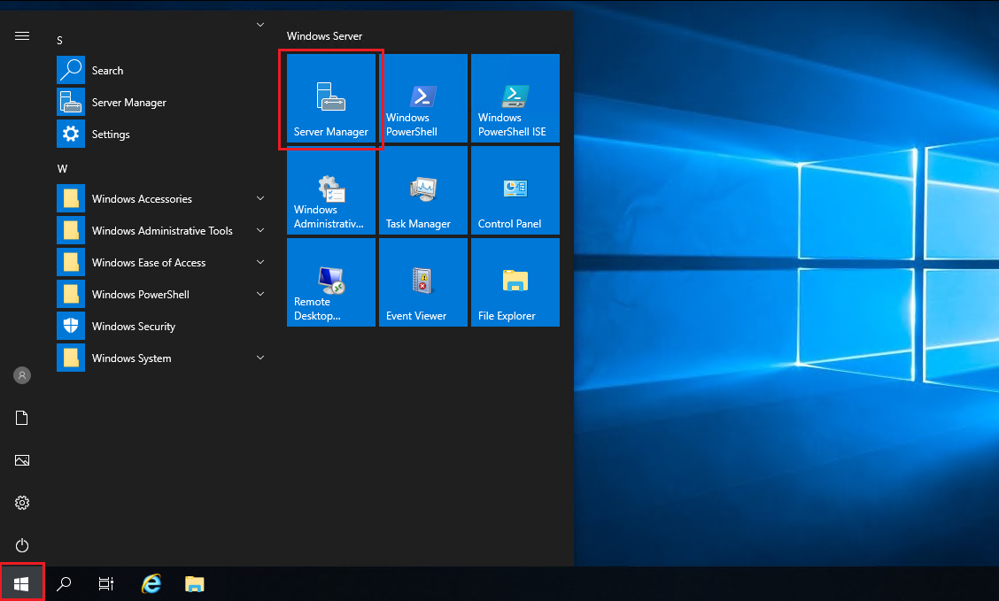 S
Search
Server Manager
Settings
W
Windows Accessories
Windows Administrative Tools
Windows Ease of Access
Windows PowerShell
Windows Security
Windows System
Windows Server
Server Manager
Windows
PowerShell
Windows
PowerShell ISE
Windows
Administrativ...
Task Manager
Control Panel
Remote
Desktop...
Event Viewer
File Explorer